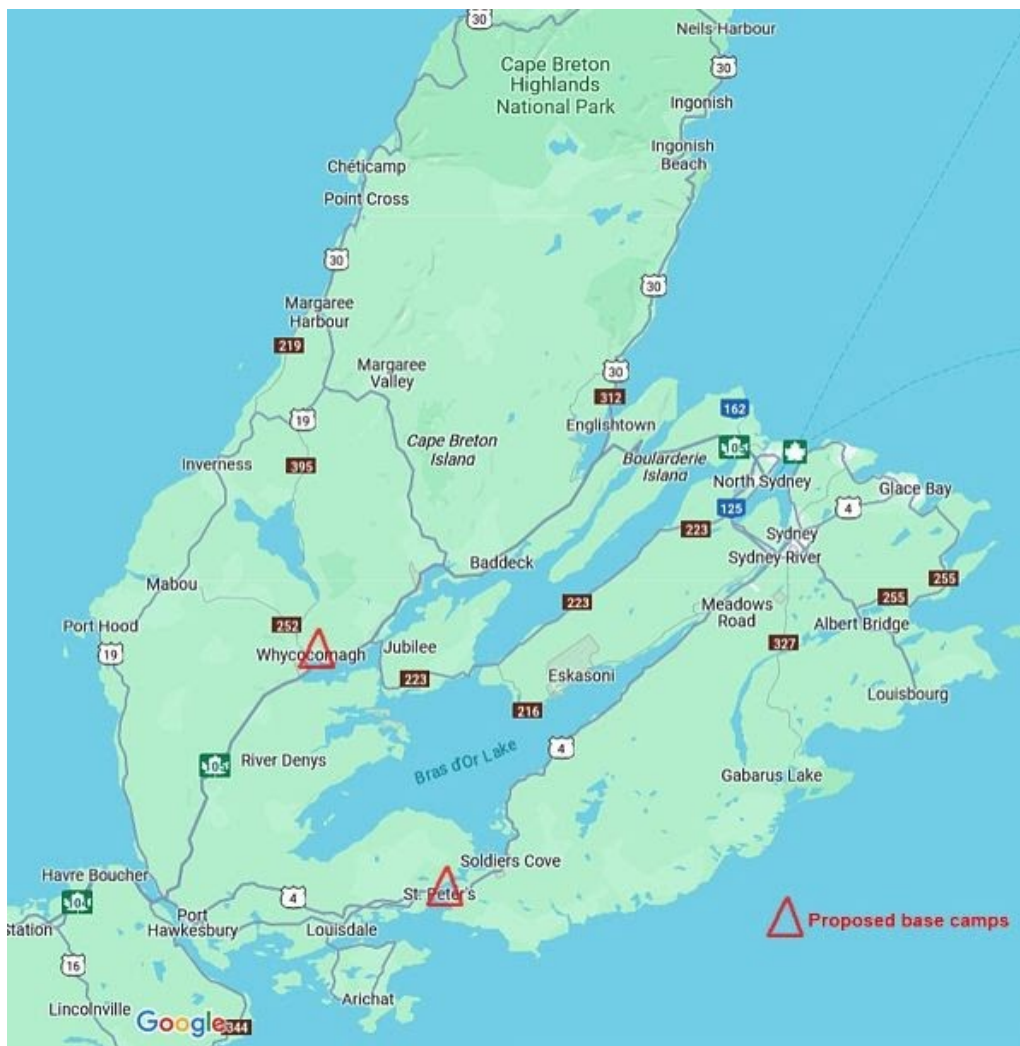 30
Neils Harbour
Cape Breton
Highlands
National Park
30
Ingonish
Ingonish
Beach
Chéticamp
Point Cross
30
30
Margaree
Harbour
219
Margaree
Valley
30
312
162
19
Englishtown
Cape Breton
Island
105
Boularderie
Island
Inverness
395
North Sydney
Glace Bay
125
4
223
Sydney
Sydney River
Baddeck
Mabou
223
255
255
Meadows
Road
Port Hood
252
Albert Bridge
327
19
Whycocomagh
Jubilee
223
Eskasoni
Louisbourg
216
Bras d'Or Lake
4
River Denys
105
Gabarus Lake
Soldiers Cove
Havre Boucher
St. Peter's
4
104
Port
Hawkesbury
Station
Louisdale
Proposed base camps
16
Arichat
Lincolnville
Google
344